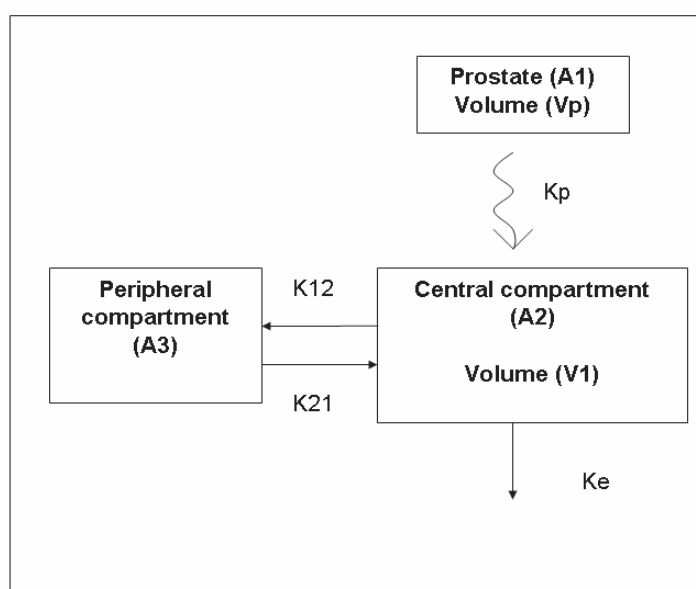 Prostate (A1)
Volume (Vp)
Kp
Peripheral
compartment
(A3)
K12
K21
Central compartment
(A2)
Volume (V1)
Ke